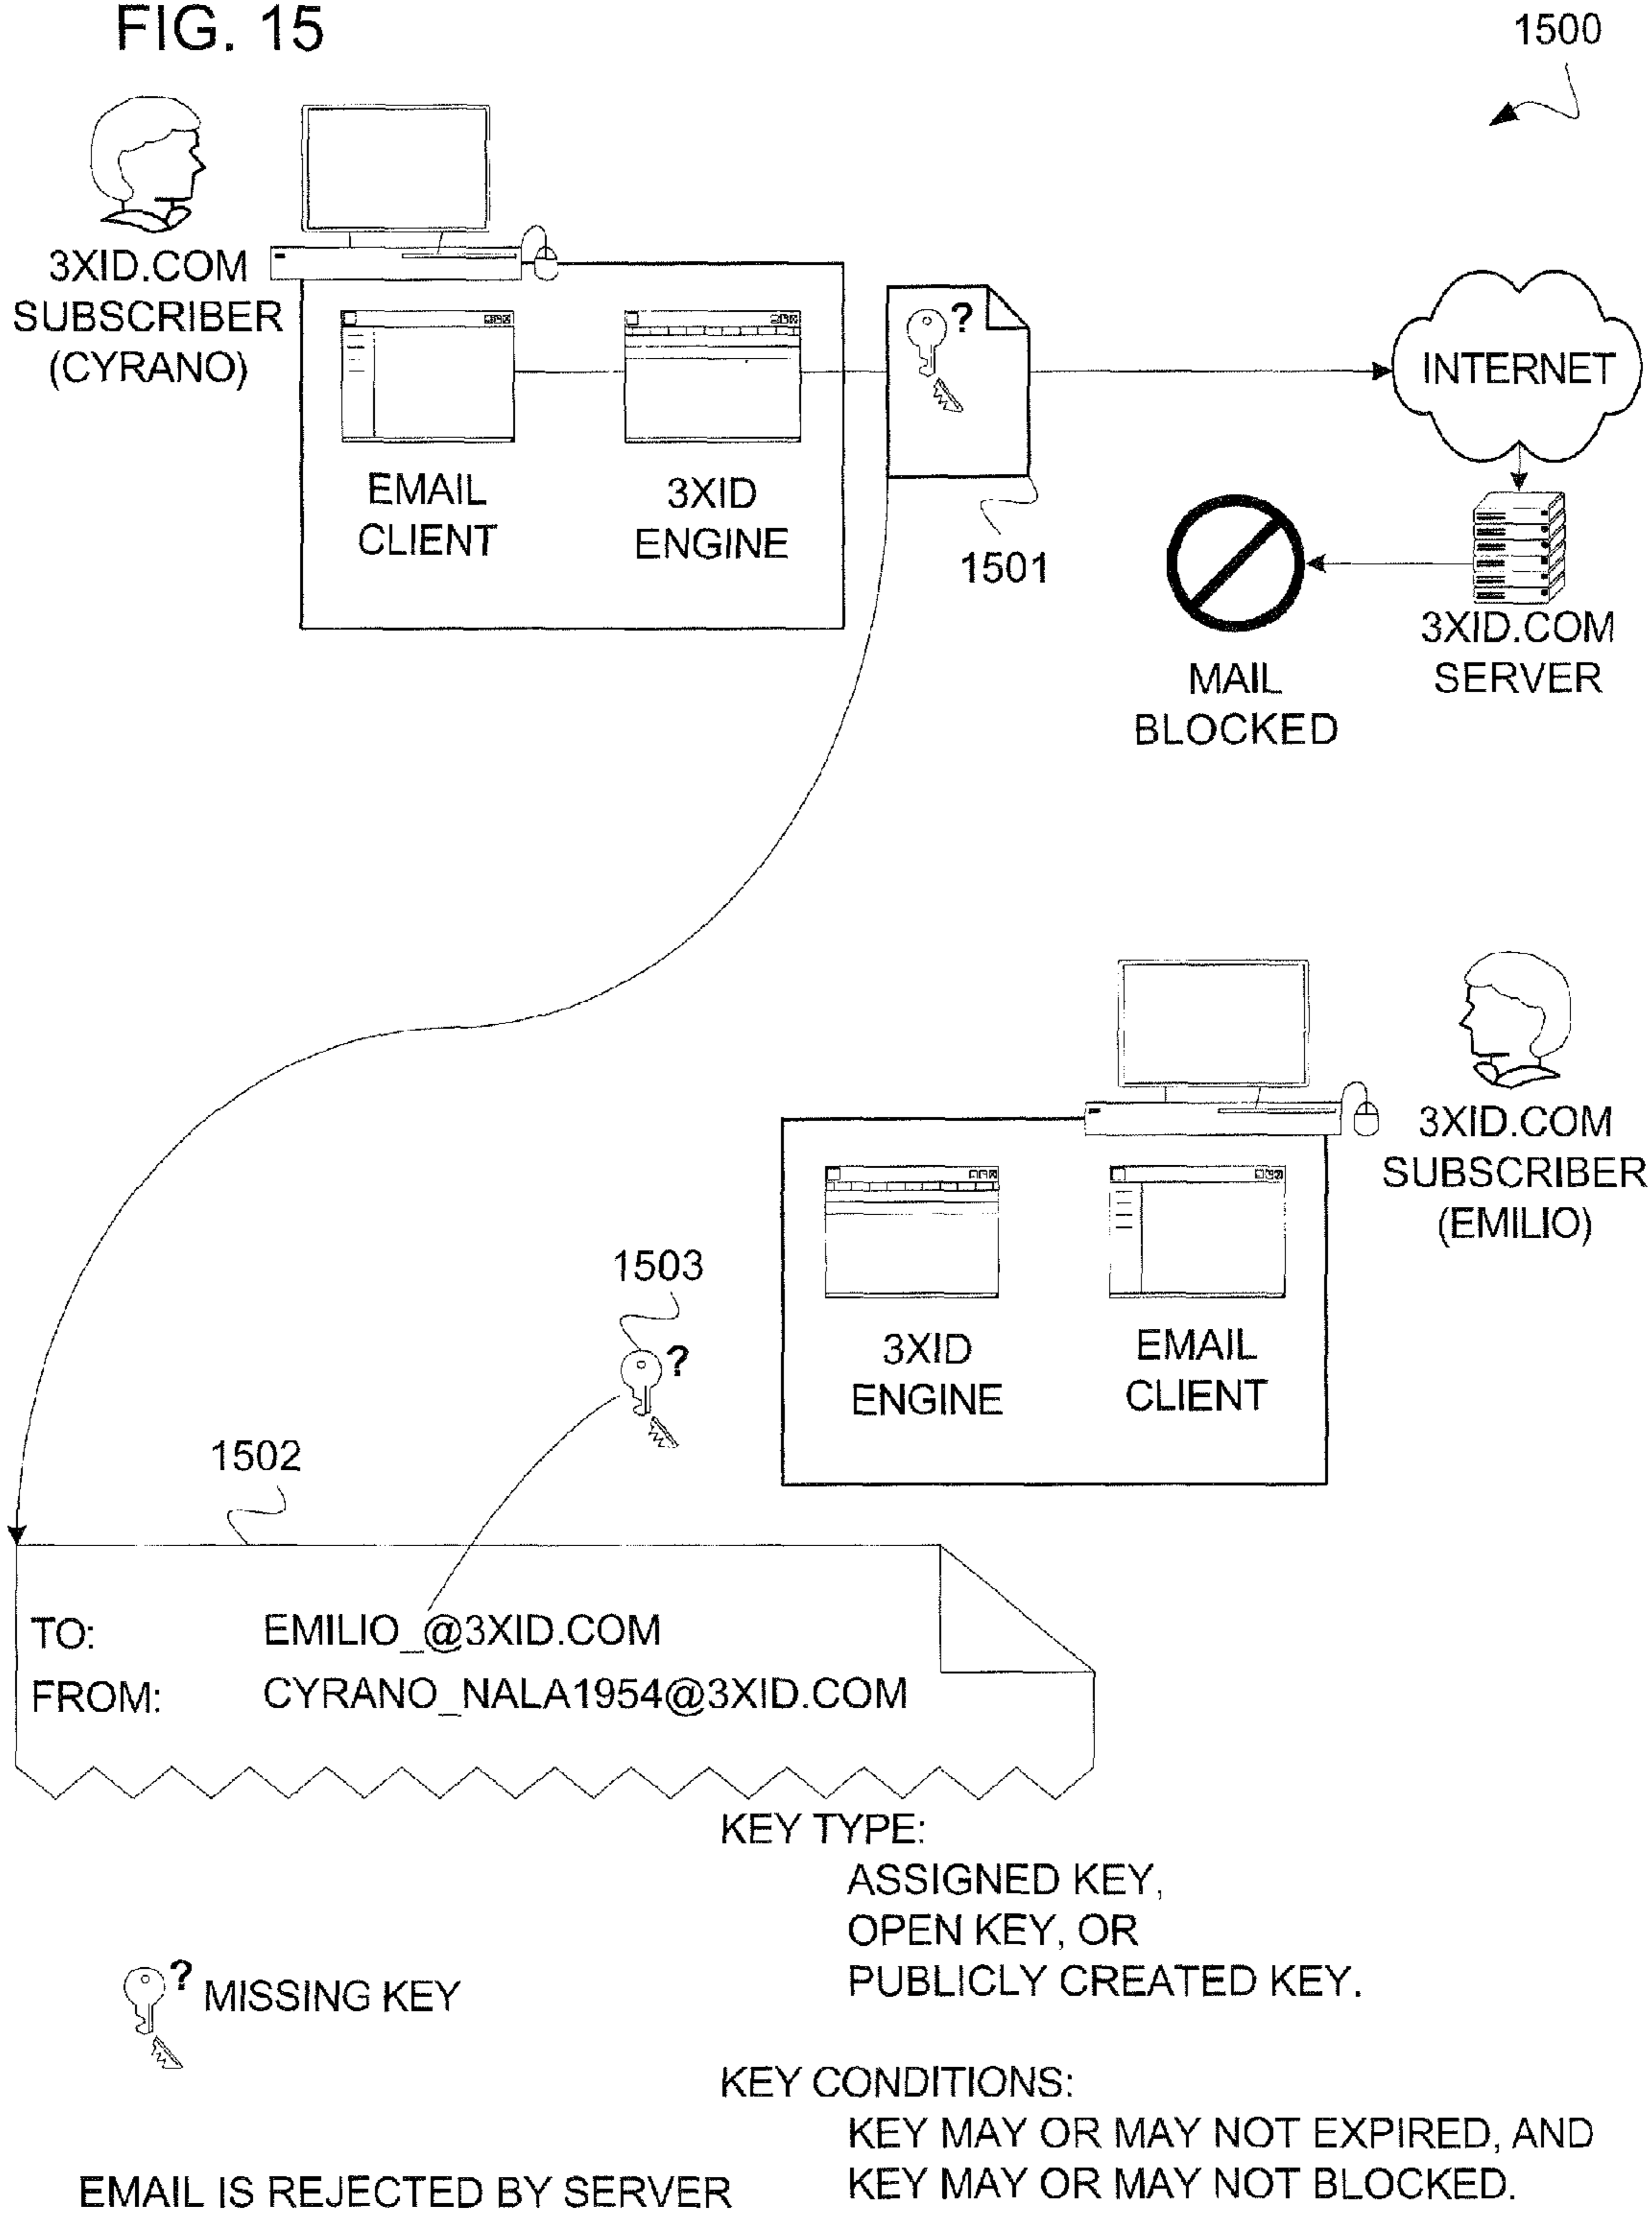 FIG. 15
1500
3XID.COM
SUBSCRIBER
(CYRANO)
EMAIL
CLIENT
3XID
ENGINE
?
1501
INTERNET
3XID.COM
SERVER
MAIL
BLOCKED
3XID.COM
SUBSCRIBER
(EMILIO)
3XID
ENGINE
EMAIL
CLIENT
1503
?
1502
TO: EMILIO_@3XID.COM
FROM: CYRANO_NALA1954@3XID.COM
KEY TYPE:
ASSIGNED KEY,
OPEN KEY, OR
PUBLICLY CREATED KEY.
? MISSING KEY
KEY CONDITIONS:
KEY MAY OR MAY NOT EXPIRED, AND
KEY MAY OR MAY NOT BLOCKED.
EMAIL IS REJECTED BY SERVER